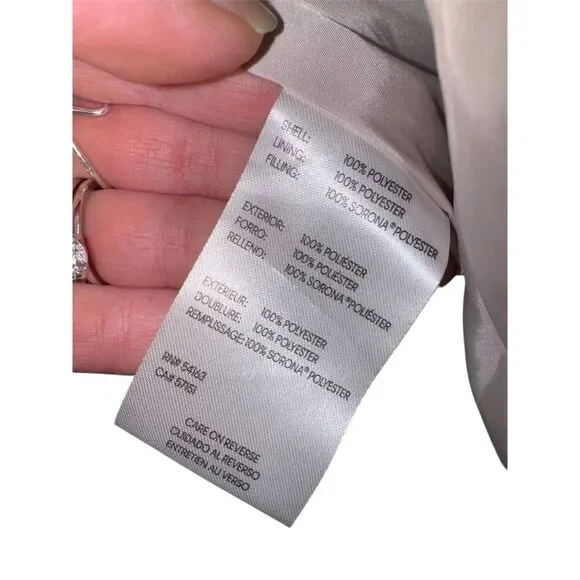 SHELL: 100% POLYESTER
LINING: 100% POLYESTER
FILLING: 100% SORONA®POLYESTER
EXTERIOR: 100% POLIÉSTER
FORRO: 100% POLIÉSTER
RELLENO: 100% SORONA®POLIÉSTER
EXTÉRIEUR: 100% POLYESTER
DOUBLURE: 100% POLYESTER
REMPLISSAGE: 100% SORONA®POLYESTER
RN# 54163
CA# 57151
CARE ON REVERSE
CUIDADO AL REVERSO
ENTRETIEN AU VERSO